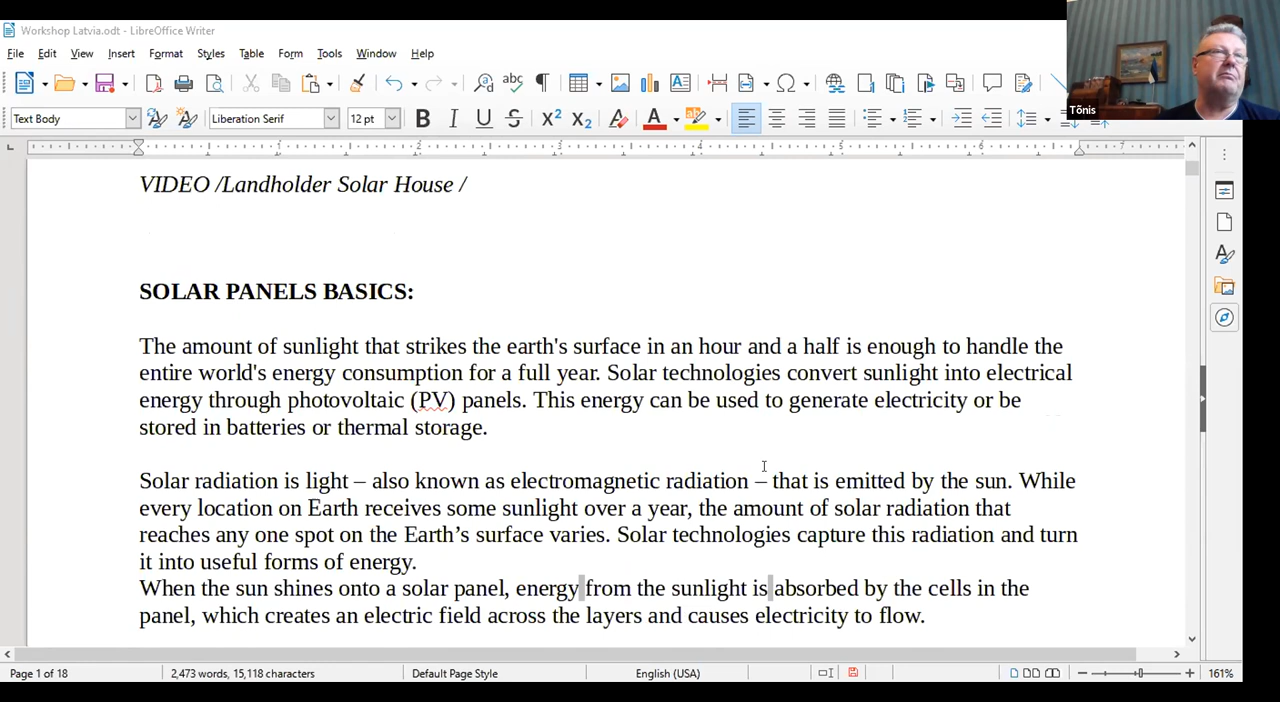 Workshop Latvia.odt - LibreOffice Writer
File Edit View Insert Format Styles Table Form Tools Window Help
Text Body Liberation Serif 12 pt
Tõnis
1 2 3 4 5 6 7
VIDEO /Landholder Solar House /
SOLAR PANELS BASICS:
The amount of sunlight that strikes the earth's surface in an hour and a half is enough to handle the
entire world's energy consumption for a full year. Solar technologies convert sunlight into electrical
energy through photovoltaic (PV) panels. This energy can be used to generate electricity or be
stored in batteries or thermal storage.
Solar radiation is light – also known as electromagnetic radiation – that is emitted by the sun. While
every location on Earth receives some sunlight over a year, the amount of solar radiation that
reaches any one spot on the Earth’s surface varies. Solar technologies capture this radiation and turn
it into useful forms of energy.
When the sun shines onto a solar panel, energy from the sunlight is absorbed by the cells in the
panel, which creates an electric field across the layers and causes electricity to flow.
Page 1 of 18 2,473 words, 15,118 characters Default Page Style English (USA) 161%